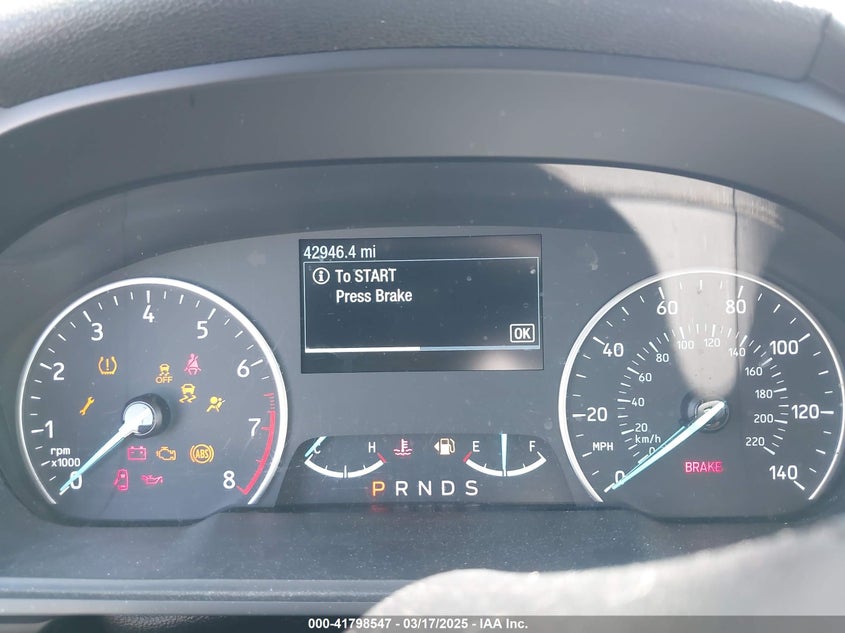 42946.4 mi
To START
Press Brake
OK
0 1 2 3 4 5 6 7 8
rpm
x1000
OFF
ABS
C H
E F
P R N D S
0 20 40 60 80 100 120 140
MPH
0 20 40 60 80 100 120 140 160 180 200 220
km/h
BRAKE
000-41798547 - 03/17/2025 - IAA Inc.